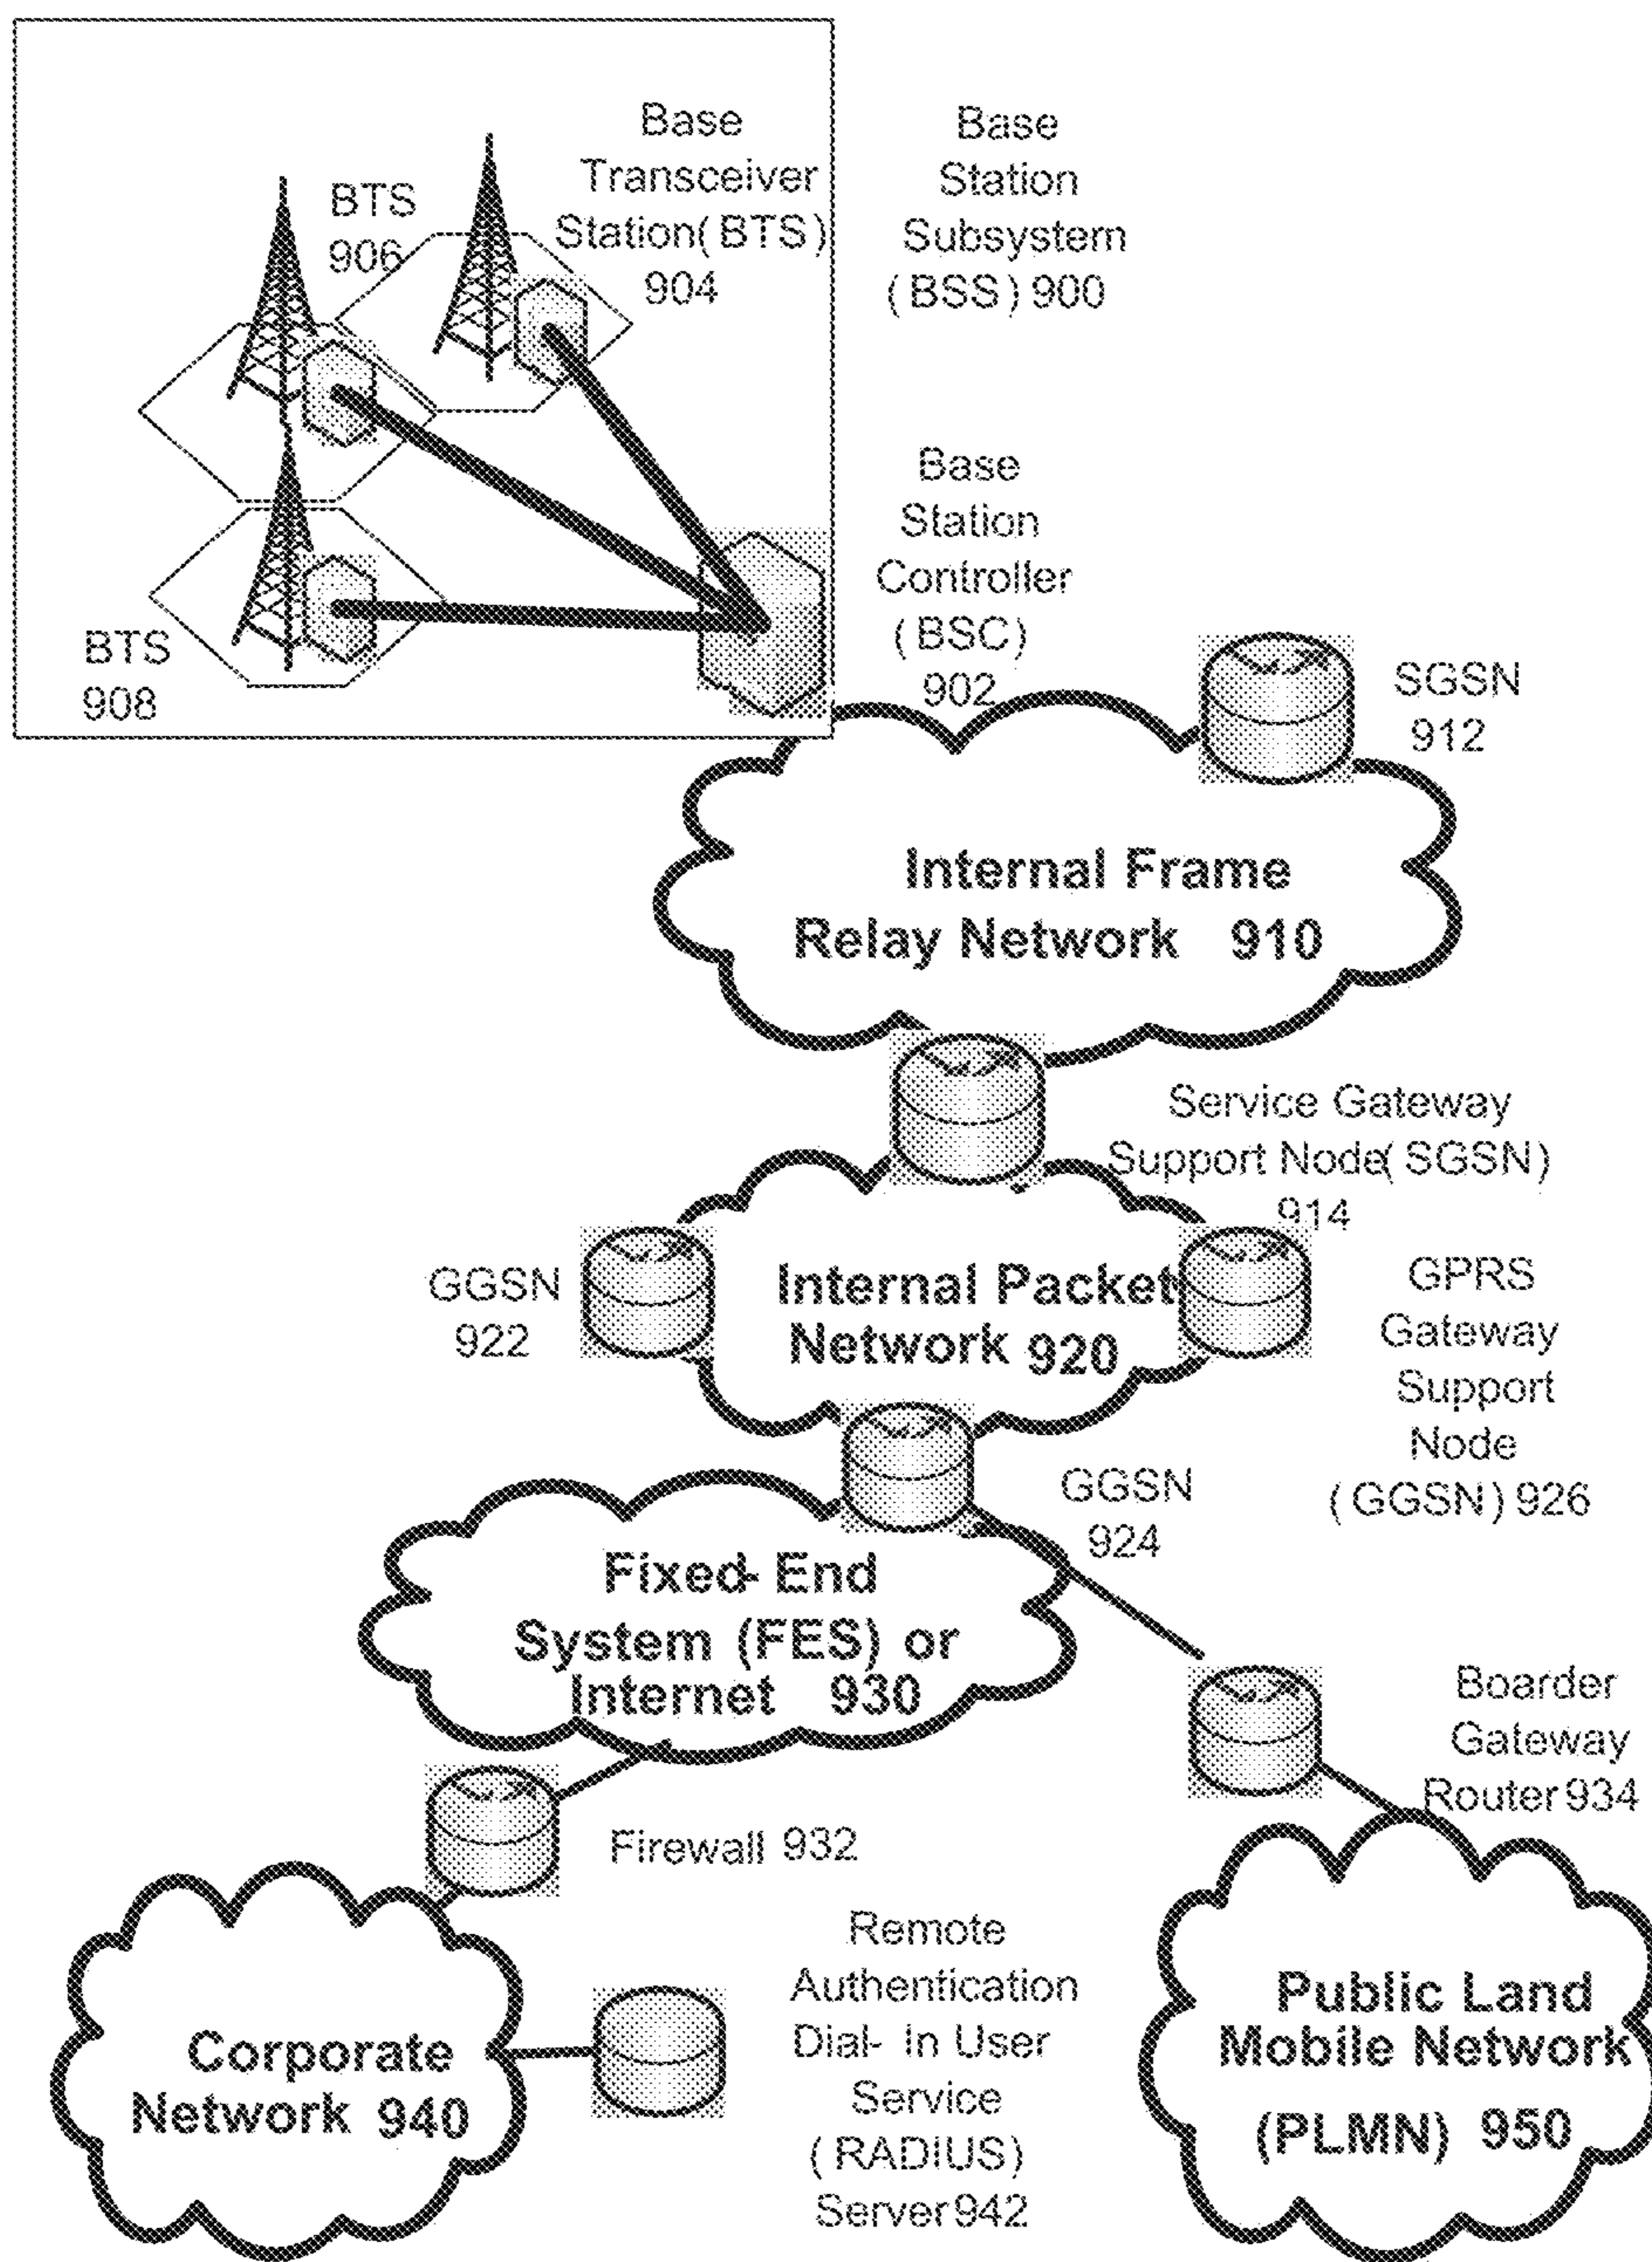 Base
Transceiver
Station( BTS )
904
BTS
906
Base
Station
Subsystem
( BSS ) 900
Base
Station
Controller
( BSC )
902
BTS
908
SGSN
912
Internal Frame
Relay Network 910
Service Gateway
Support Node( SGSN )
914
GGSN
922
Internal Packet
Network 920
GPRS
Gateway
Support
Node
( GGSN ) 926
GGSN
924
Fixed- End
System (FES) or
Internet 930
Boarder
Gateway
Router 934
Firewall 932
Remote
Authentication
Dial- In User
Service
( RADIUS )
Server 942
Corporate
Network 940
Public Land
Mobile Network
(PLMN) 950